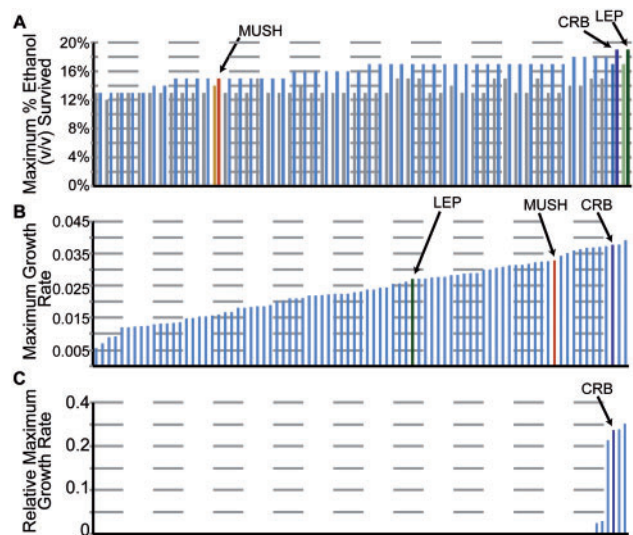 A
CRB
LEP
MUSH
Maximum % Ethanol
(v/v) Survived
20%
16%
12%
8%
4%
0%
B
LEP
MUSH
CRB
Maximum Growth
Rate
0.045
0.035
0.025
0.015
0.005
C
CRB
Relative Maximum
Growth Rate
0.4
0.2
0.1
0